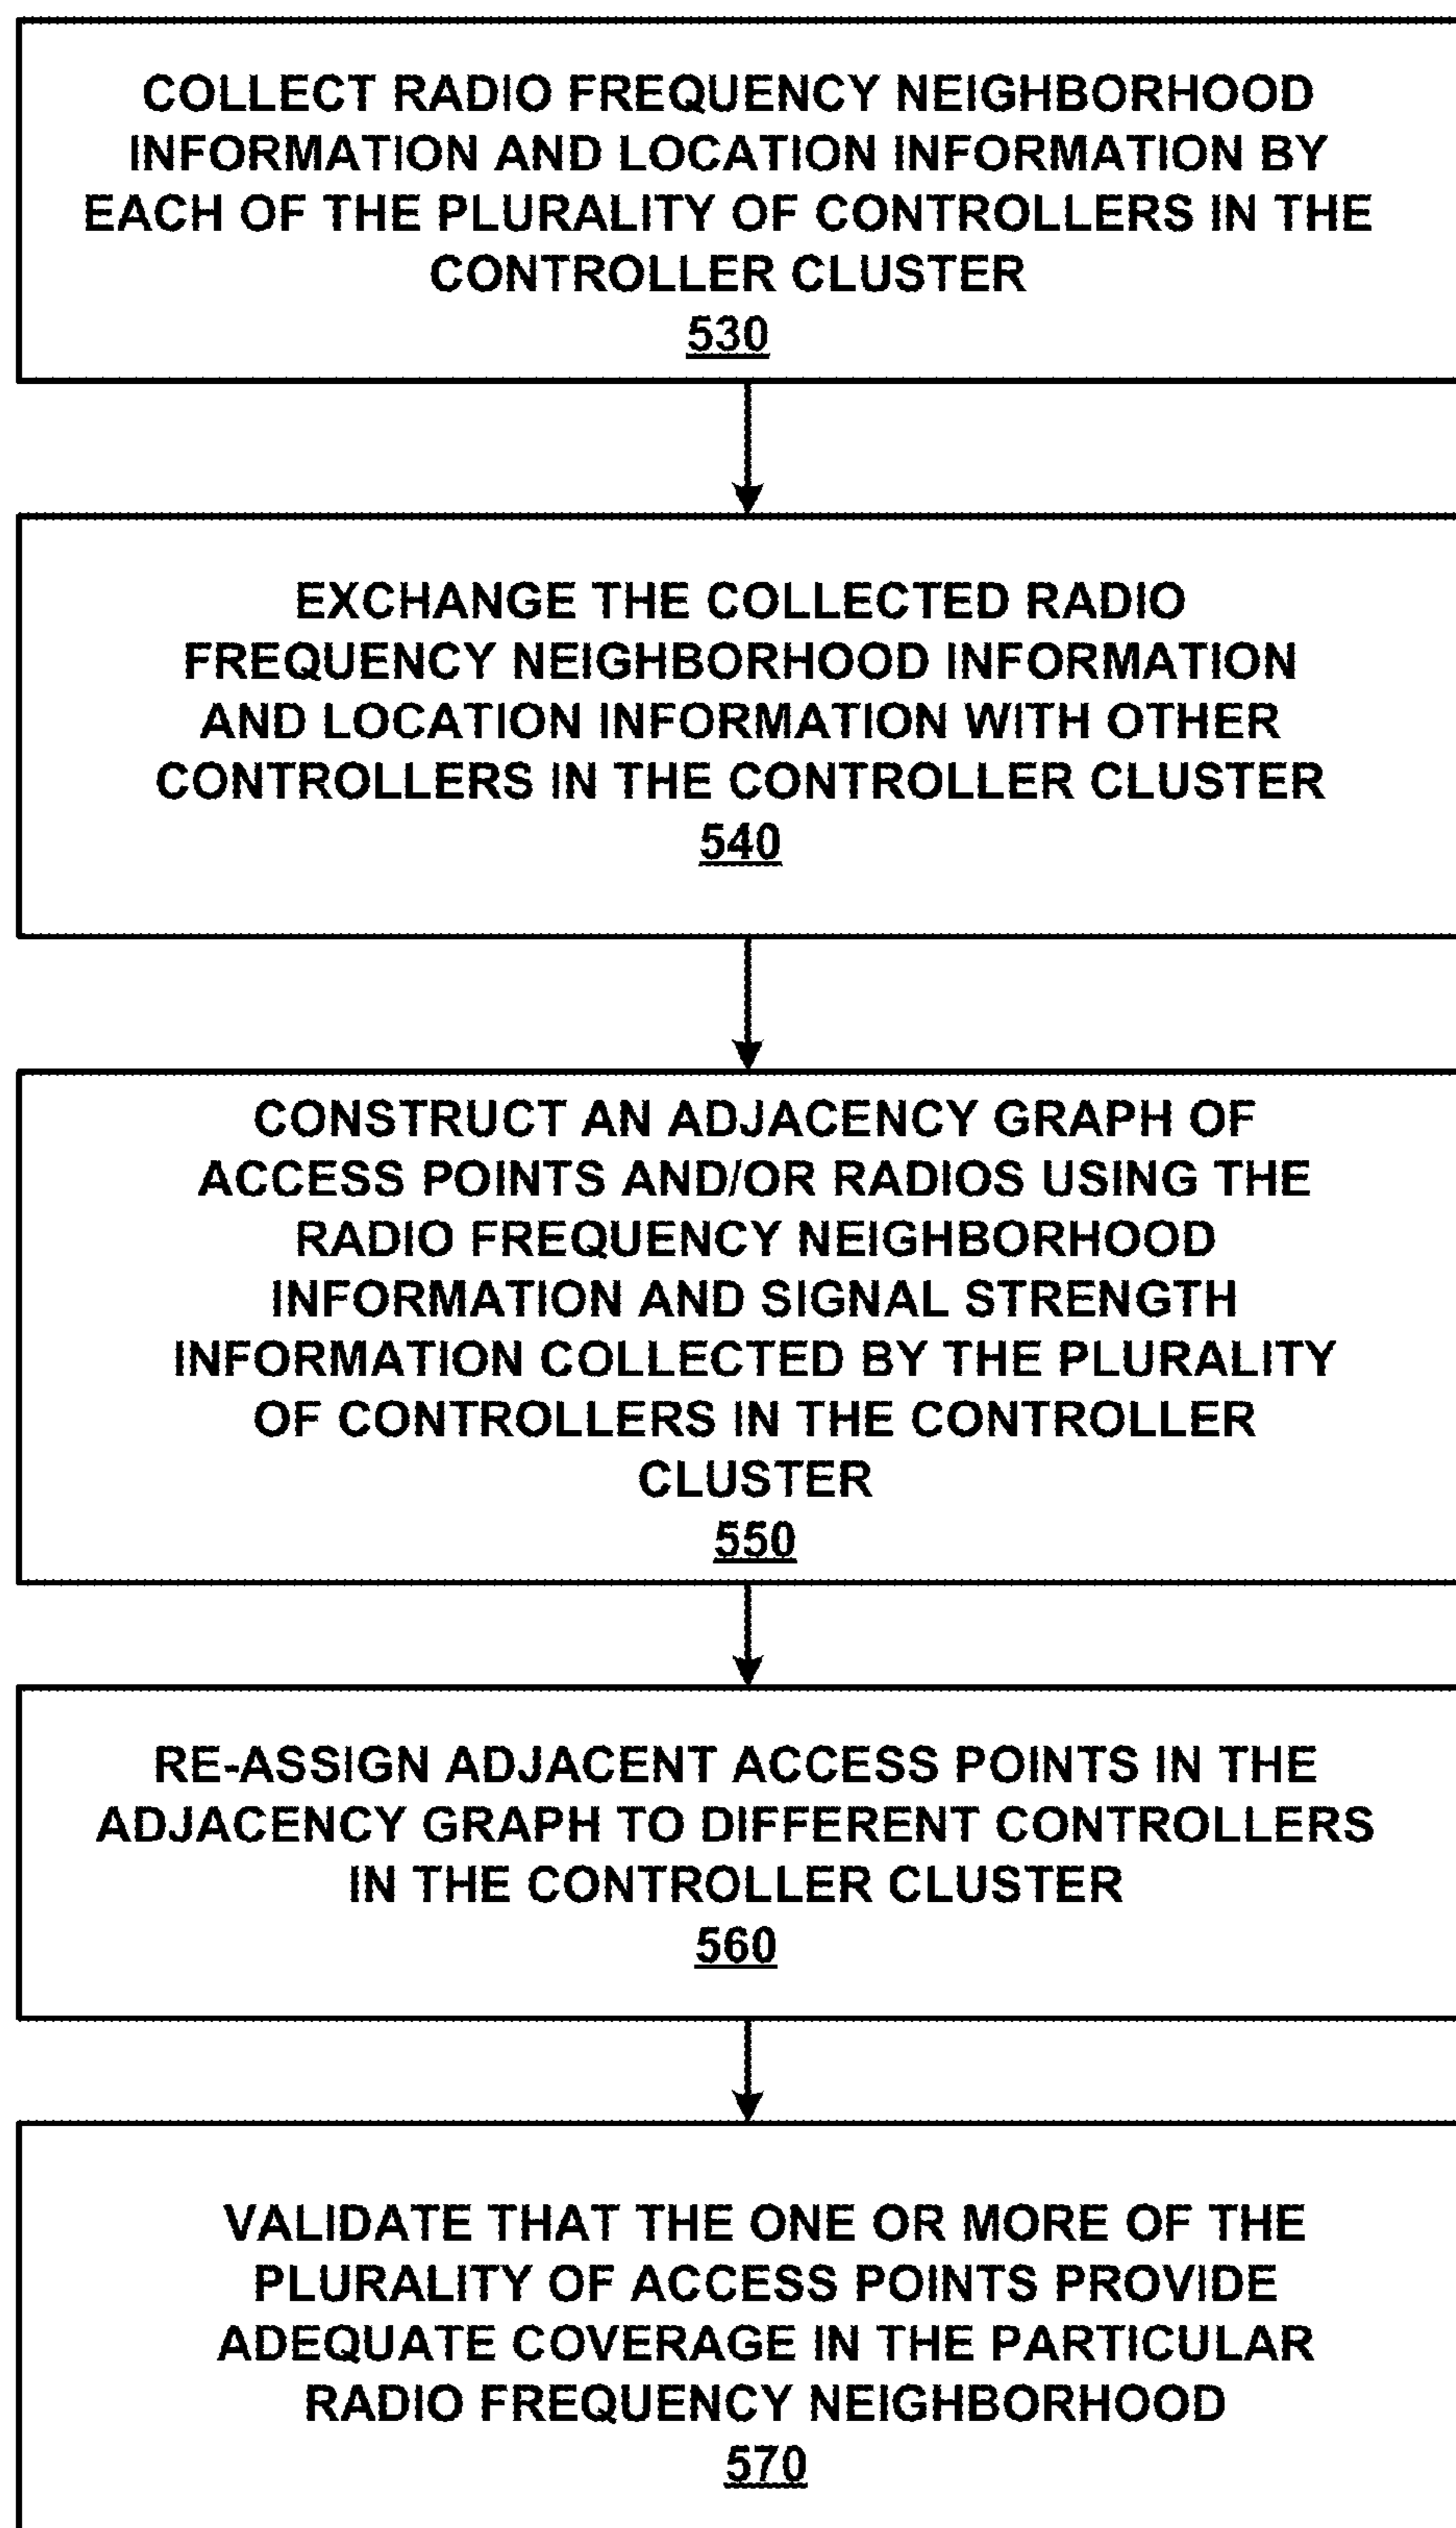 COLLECT RADIO FREQUENCY NEIGHBORHOOD
INFORMATION AND LOCATION INFORMATION BY
EACH OF THE PLURALITY OF CONTROLLERS IN THE
CONTROLLER CLUSTER
530
EXCHANGE THE COLLECTED RADIO
FREQUENCY NEIGHBORHOOD INFORMATION
AND LOCATION INFORMATION WITH OTHER
CONTROLLERS IN THE CONTROLLER CLUSTER
540
CONSTRUCT AN ADJACENCY GRAPH OF
ACCESS POINTS AND/OR RADIOS USING THE
RADIO FREQUENCY NEIGHBORHOOD
INFORMATION AND SIGNAL STRENGTH
INFORMATION COLLECTED BY THE PLURALITY
OF CONTROLLERS IN THE CONTROLLER
CLUSTER
550
RE-ASSIGN ADJACENT ACCESS POINTS IN THE
ADJACENCY GRAPH TO DIFFERENT CONTROLLERS
IN THE CONTROLLER CLUSTER
560
VALIDATE THAT THE ONE OR MORE OF THE
PLURALITY OF ACCESS POINTS PROVIDE
ADEQUATE COVERAGE IN THE PARTICULAR
RADIO FREQUENCY NEIGHBORHOOD
570